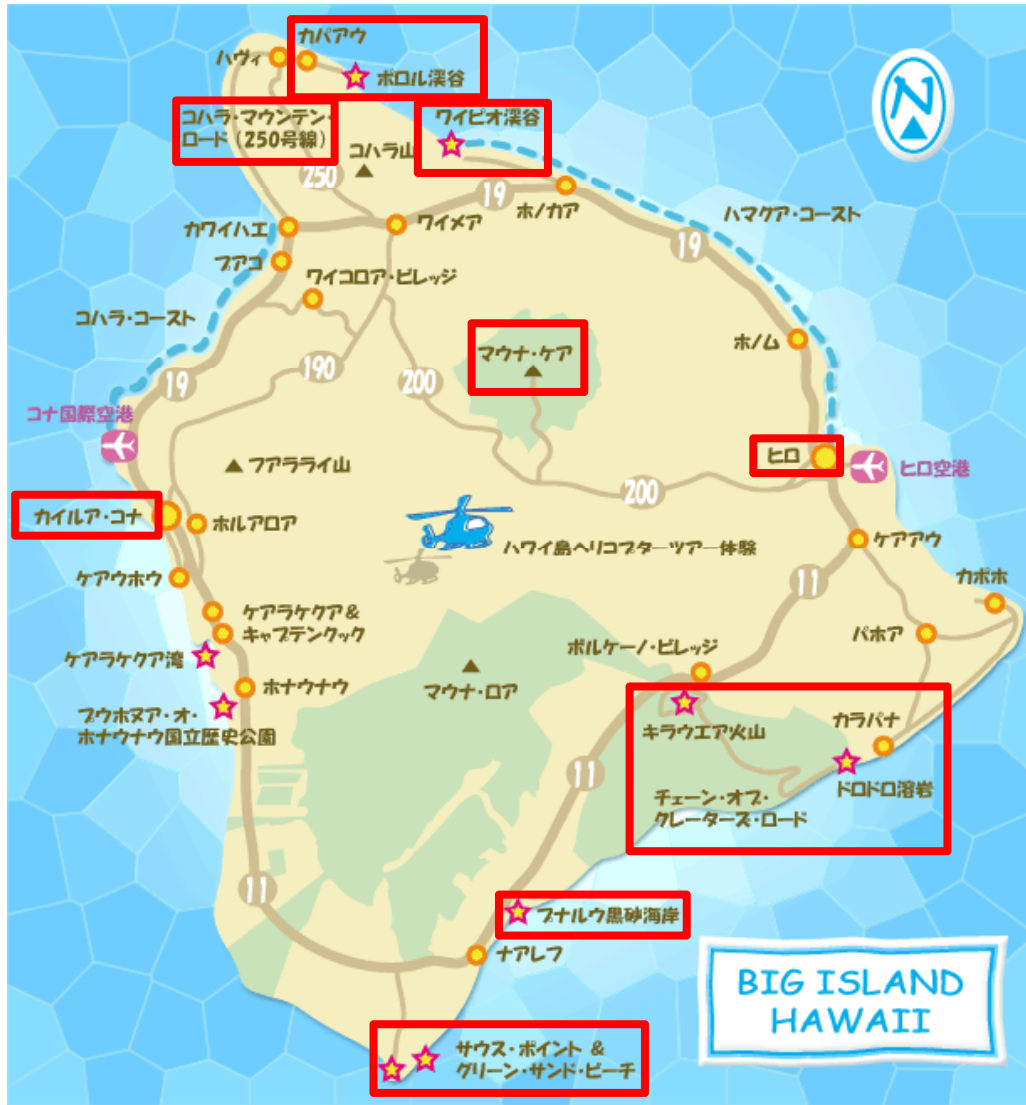 カパアウ
ハヴィ
ポロル渓谷
コハラ・マウンテン・
ロード(250号線)
ワイピオ渓谷
コハラ山
250
19
ホノカア
ハマクア・コースト
カワイハエ
ワイメア
19
プアコ
ワイコロア・ビレッジ
コハラ・コースト
マウナ・ケア
ホノム
190
200
19
コナ国際空港
ヒロ
ヒロ空港
フアラライ山
200
カイルア・コナ
ホルアロア
ハワイ島ヘリコプターツアー体験
ケアアウ
ケアウホウ
11
カポホ
ケアラケクア&
キャプテンクック
パホア
ケアラケクア湾
ボルケーノ・ビレッジ
マウナ・ロア
ホナウナウ
プウホヌア・オ・
ホナウナウ国立歴史公園
キラウエア火山
カラパナ
11
ドロドロ溶岩
チェーン・オブ・
クレーターズ・ロード
11
プナルウ黒砂海岸
ナアレフ
サウス・ポイント &
グリーン・サンド・ビーチ
N
BIG ISLAND
HAWAII